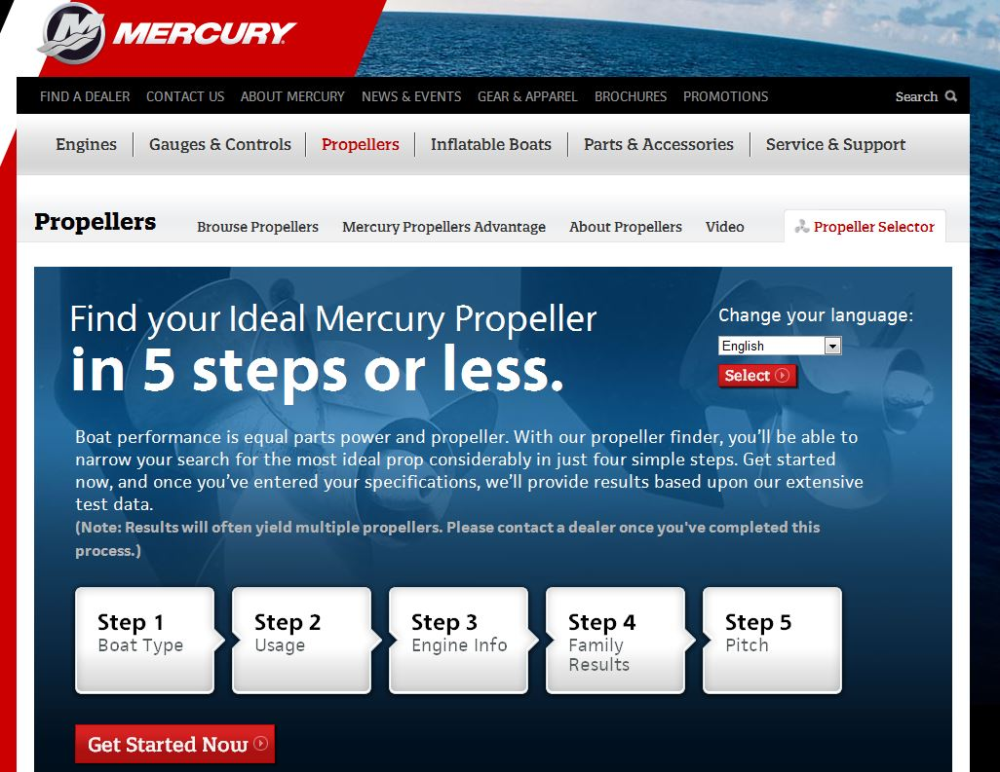 MERCURY
FIND A DEALER CONTACT US ABOUT MERCURY NEWS & EVENTS GEAR & APPAREL BROCHURES PROMOTIONS Search
Engines Gauges & Controls Propellers Inflatable Boats Parts & Accessories Service & Support
Propellers Browse Propellers Mercury Propellers Advantage About Propellers Video Propeller Selector
Find your Ideal Mercury Propeller
in 5 steps or less.
Change your language:
English
Select
Boat performance is equal parts power and propeller. With our propeller finder, you'll be able to
narrow your search for the most ideal prop considerably in just four simple steps. Get started
now, and once you've entered your specifications, we'll provide results based upon our extensive
test data.
(Note: Results will often yield multiple propellers. Please contact a dealer once you've completed this
process.)
Step 1
Boat Type
Step 2
Usage
Step 3
Engine Info
Step 4
Family
Results
Step 5
Pitch
Get Started Now